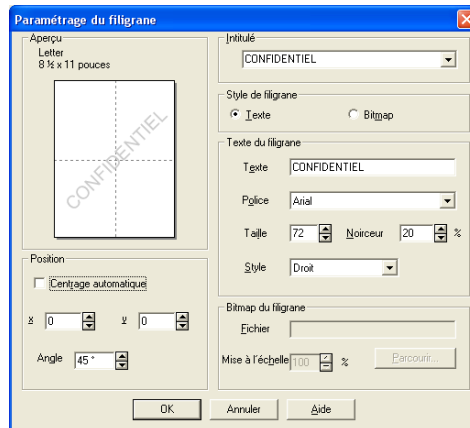 Paramétrage du filigrane
Aperçu
Letter
8 ½ x 11 pouces
CONFIDENTIEL
Position
Centrage automatique
x 0 y 0
Angle 45 °
Intitulé
CONFIDENTIEL
Style de filigrane
Texte Bitmap
Texte du filigrane
Texte CONFIDENTIEL
Police Arial
Taille 72 Noirceur 20 %
Style Droit
Bitmap du filigrane
Fichier
Mise à l'échelle 100 % Parcourir...
OK Annuler Aide